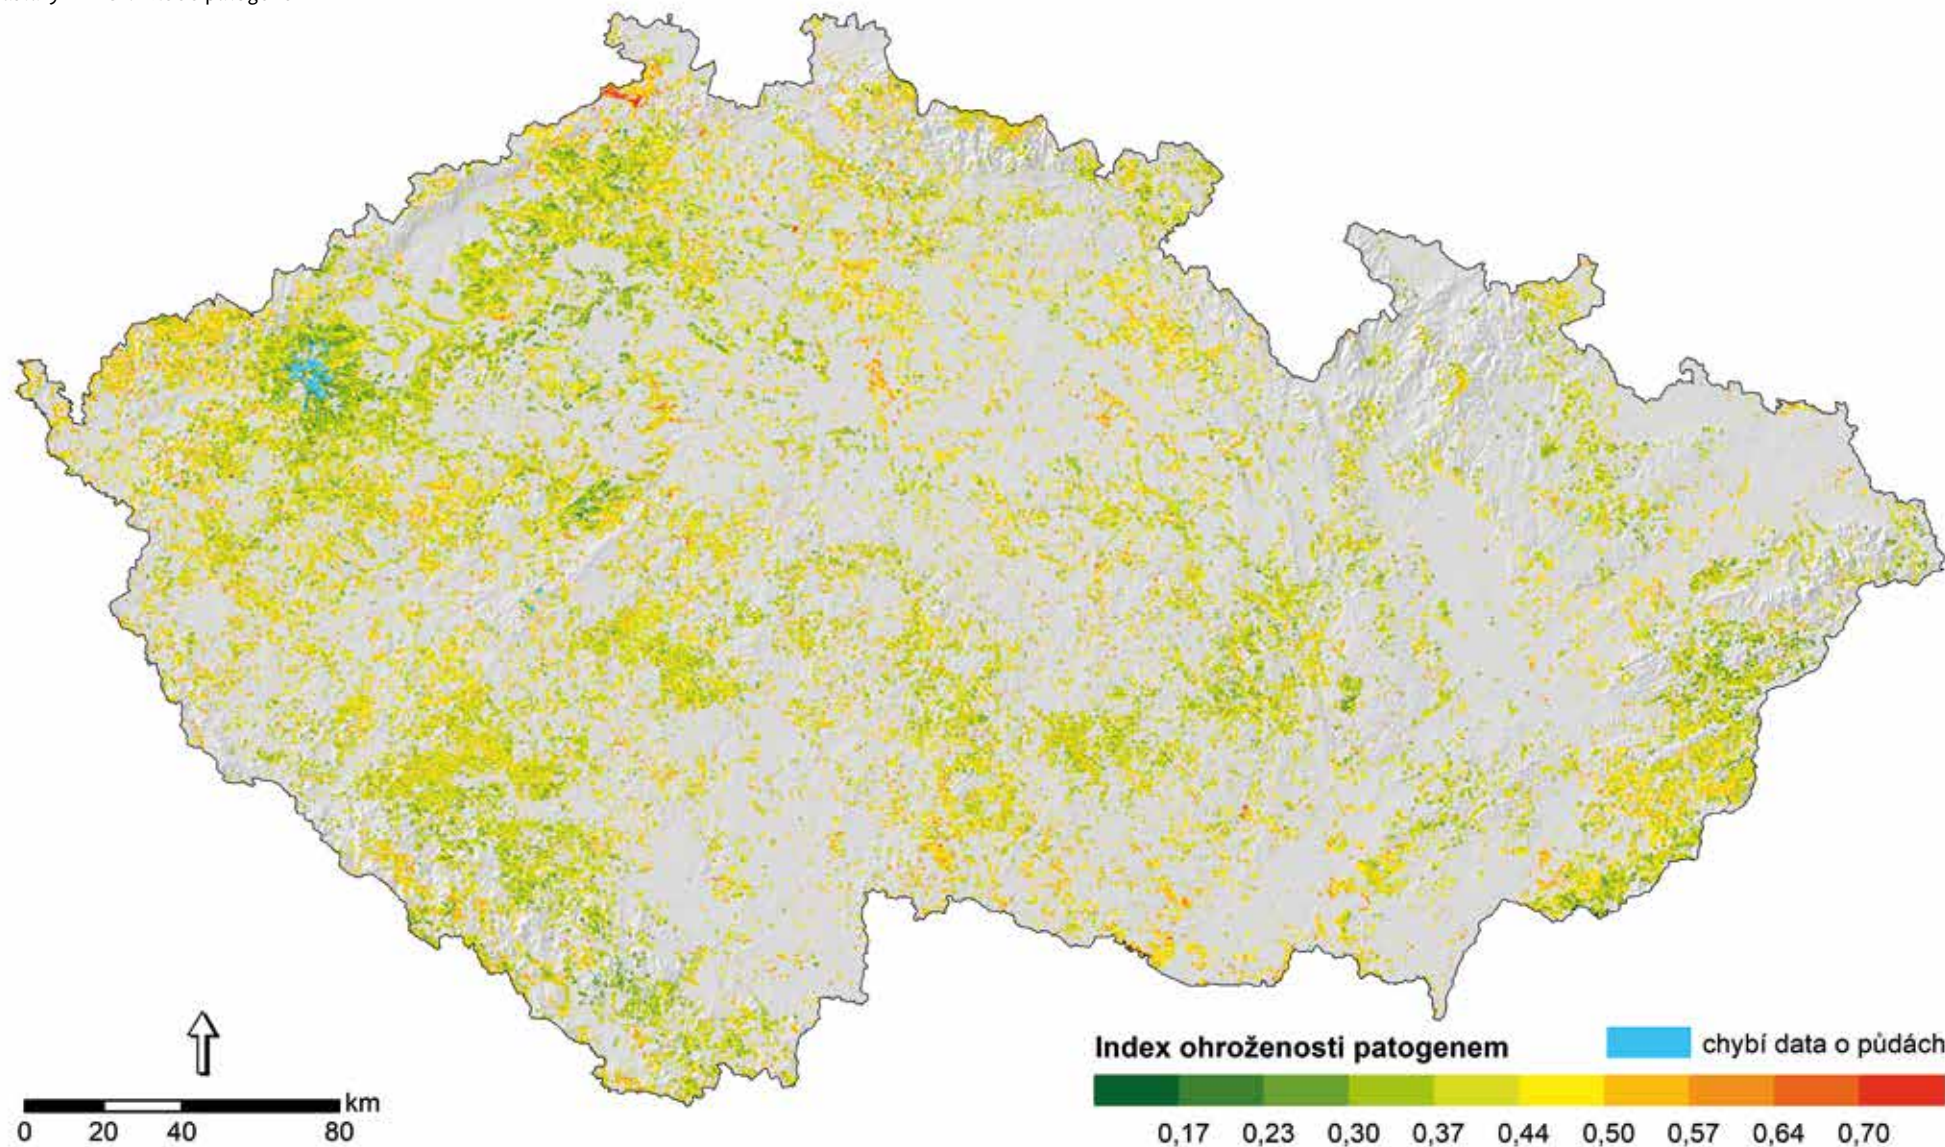 km
0 20 40 80
Index ohroženosti patogenem
chybí data o půdách
0,17 0,23 0,30 0,37 0,44 0,50 0,57 0,64 0,70